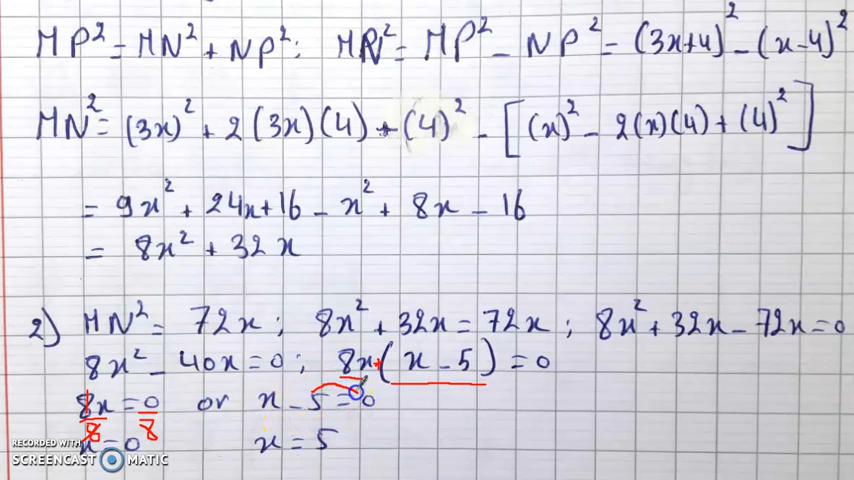 MP² = MN² + NP² ; MN² = MP² - NP² = (3x+4)² - (x-4)²
MN² = (3x)² + 2(3x)(4) + (4)² - [(x)² - 2(x)(4) + (4)²]
= 9x² + 24x + 16 - x² + 8x - 16
= 8x² + 32x
2) MN² = 72x ; 8x² + 32x = 72x ; 8x² + 32x - 72x = 0
8x² - 40x = 0 ; 8x (x - 5) = 0
8x = 0 or x - 5 = 0
8 8
x = 0 x = 5
RECORDED WITH
SCREENCAST MATIC